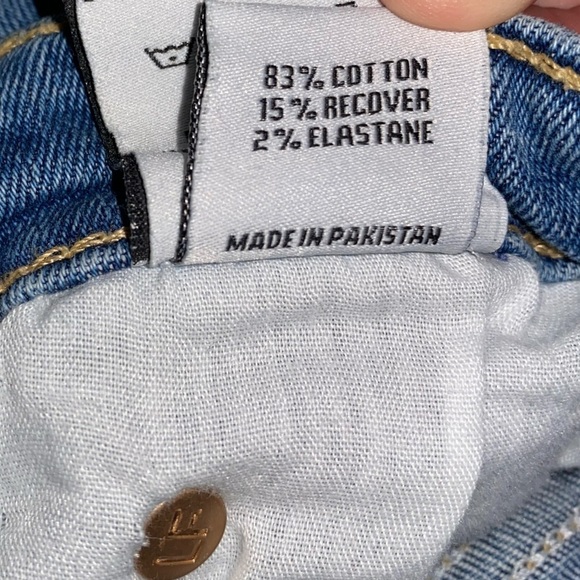 83% COTTON
15% RECOVER
2% ELASTANE
MADE IN PAKISTAN